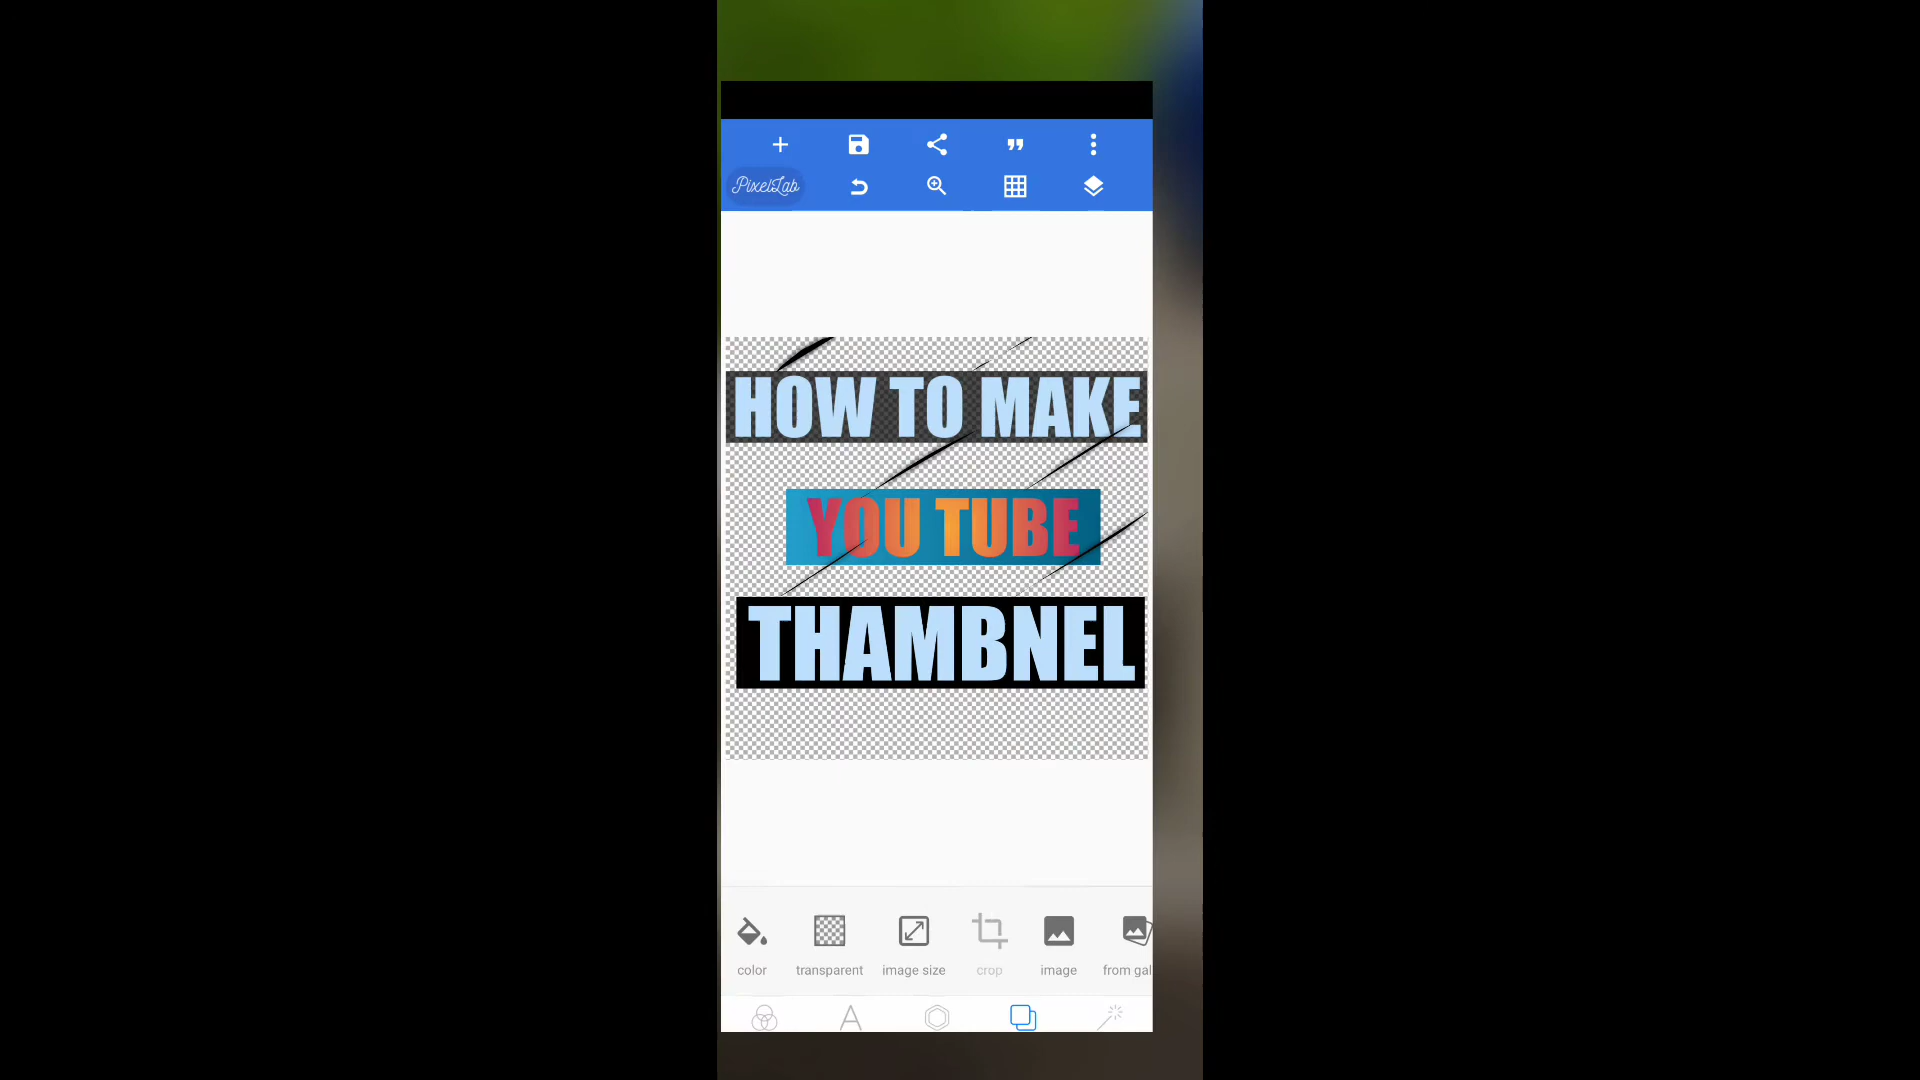 PixelLab
HOW TO MAKE
YOU TUBE
THAMBNEL
color transparent image size crop image from gal